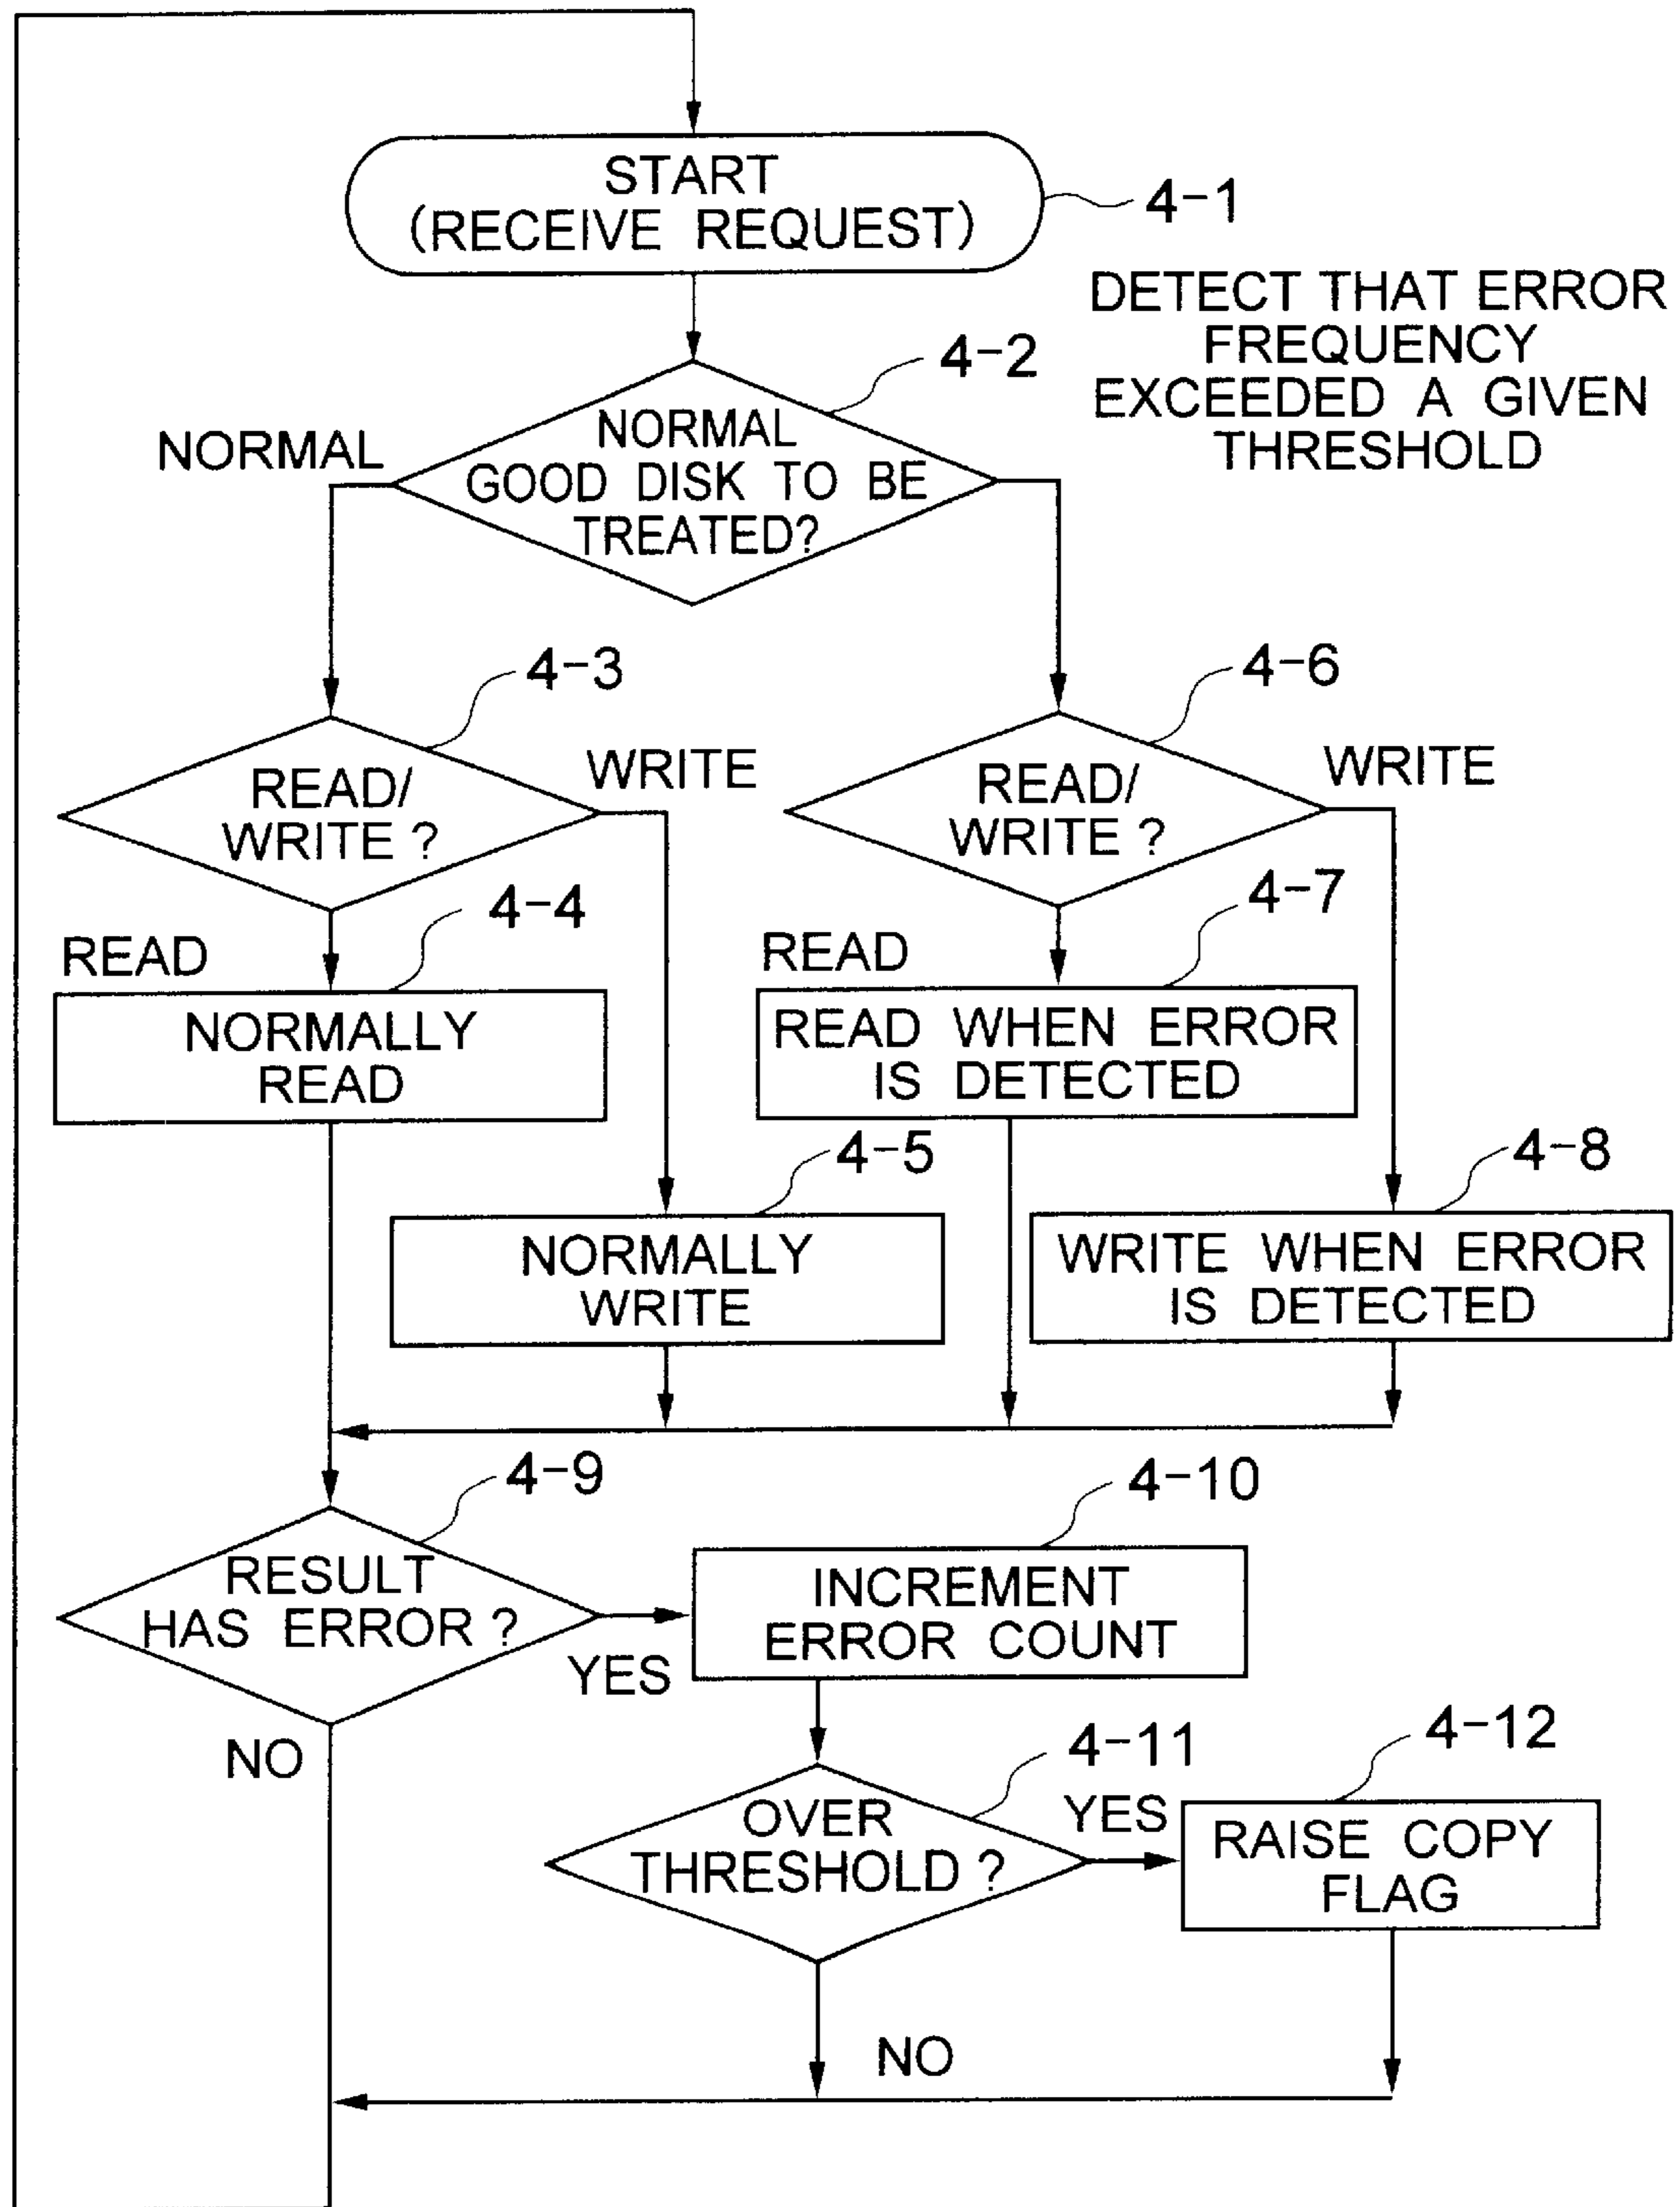 START
(RECEIVE REQUEST)
4-1
DETECT THAT ERROR
FREQUENCY
EXCEEDED A GIVEN
THRESHOLD
4-2
NORMAL
GOOD DISK TO BE
TREATED?
NORMAL
4-3
READ/
WRITE ?
WRITE
4-6
READ/
WRITE ?
WRITE
READ
4-4
NORMALLY
READ
READ
4-7
READ WHEN ERROR
IS DETECTED
4-5
NORMALLY
WRITE
4-8
WRITE WHEN ERROR
IS DETECTED
4-9
RESULT
HAS ERROR ?
YES
NO
4-10
INCREMENT
ERROR COUNT
4-11
OVER
THRESHOLD ?
YES
NO
4-12
RAISE COPY
FLAG